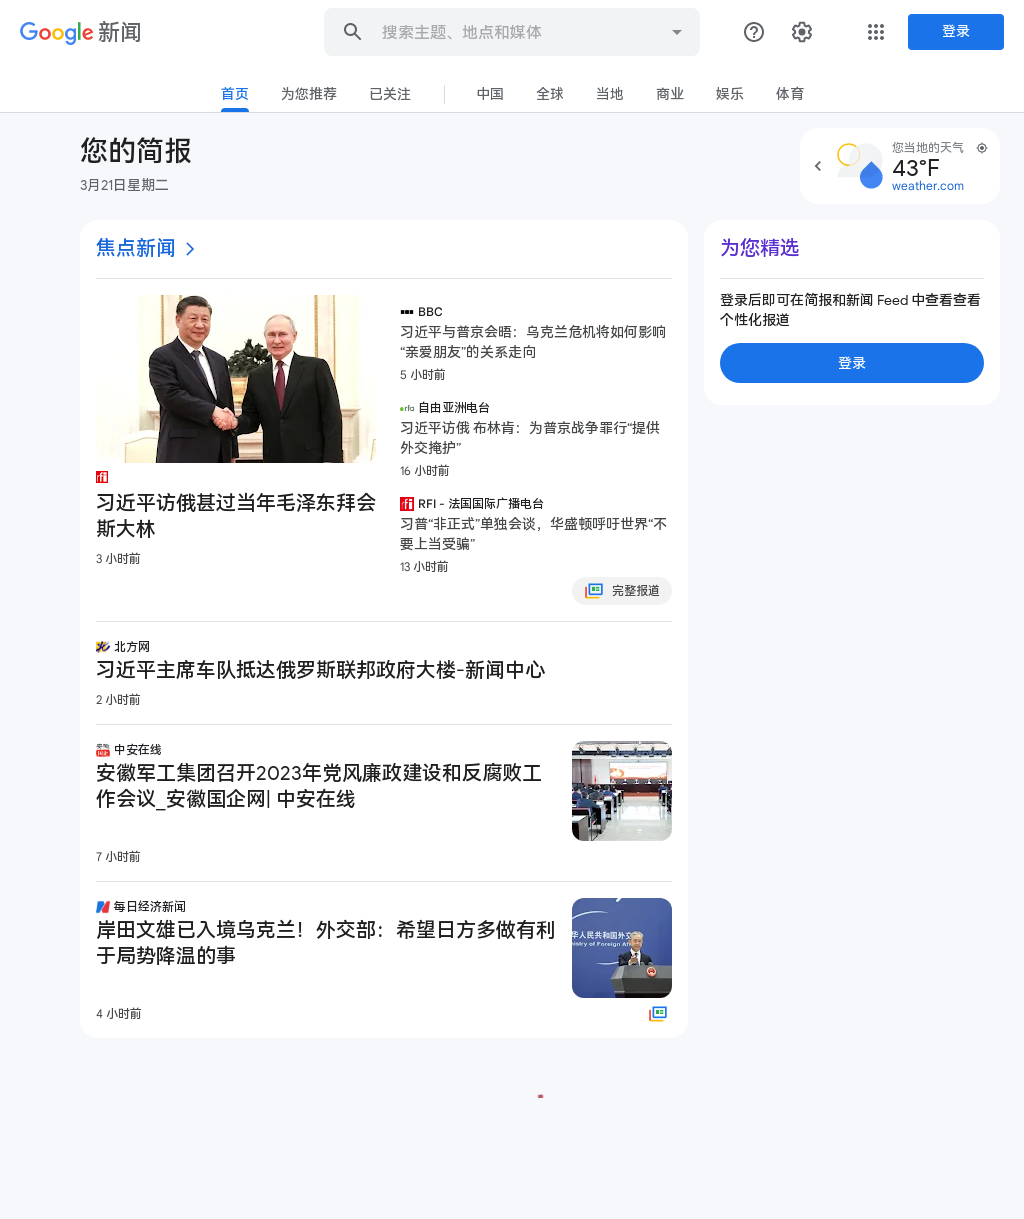 Google 新闻
搜索主题、地点和媒体
登录
首页
为您推荐
已关注
中国
全球
当地
商业
娱乐
体育
您的简报
3月21日星期二
您当地的天气
43°F
weather.com
焦点新闻
习近平访俄甚过当年毛泽东拜会
斯大林
3 小时前
BBC
习近平与普京会晤：乌克兰危机将如何影响
“亲爱朋友”的关系走向
5 小时前
rfa 自由亚洲电台
习近平访俄 布林肯：为普京战争罪行“提供
外交掩护”
16 小时前
rfi RFI - 法国国际广播电台
习普“非正式”单独会谈，华盛顿呼吁世界“不
要上当受骗”
13 小时前
完整报道
北方网
习近平主席车队抵达俄罗斯联邦政府大楼-新闻中心
2 小时前
中安在线
安徽军工集团召开2023年党风廉政建设和反腐败工
作会议_安徽国企网| 中安在线
7 小时前
每日经济新闻
岸田文雄已入境乌克兰！外交部：希望日方多做有利
于局势降温的事
4 小时前
华人民共和国外交
nistry of Foreign Affa
为您精选
登录后即可在简报和新闻 Feed 中查看查看
个性化报道
登录